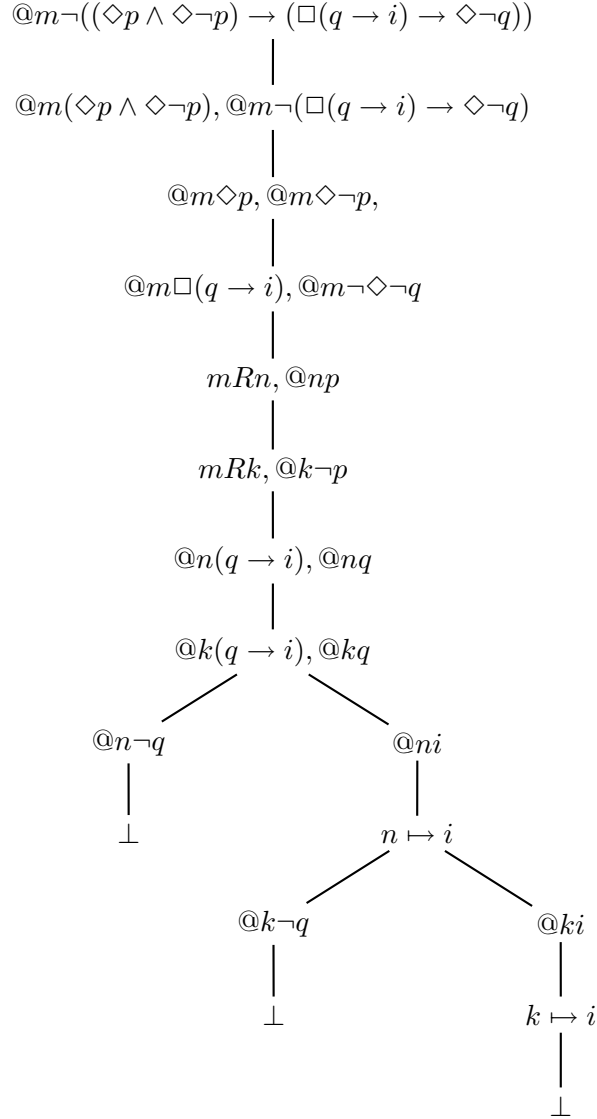 @m¬((◇p ∧ ◇¬p) → (□(q → i) → ◇¬q))
@m(◇p ∧ ◇¬p), @m¬(□(q → i) → ◇¬q)
@m◇p, @m◇¬p,
@m□(q → i), @m¬◇¬q
mRn, @np
mRk, @k¬p
@n(q → i), @nq
@k(q → i), @kq
@n¬q @ni
⊥ n ↦ i
@k¬q @ki
⊥ k ↦ i
⊥